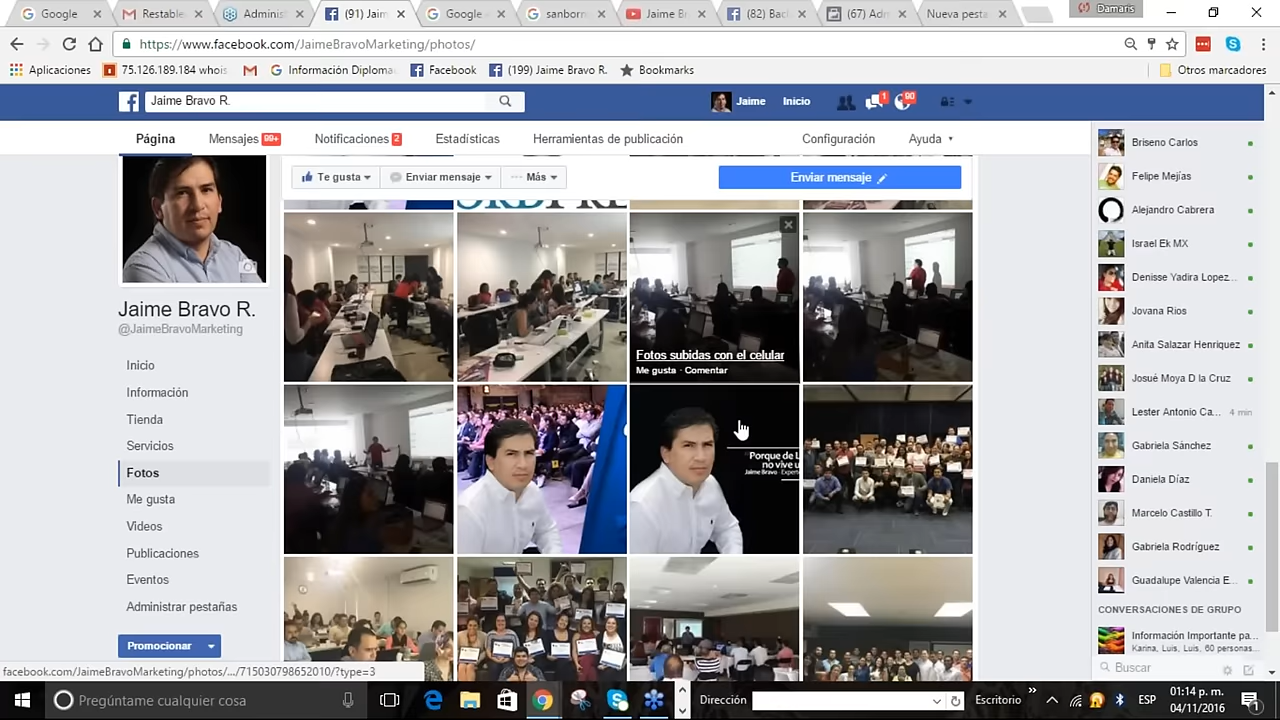 Google
Restable
Adminis
(91) Jaim
Google
sanborn
Jaime B
(82) Bac
(67) Adm
Nueva pesta
Damaris
https://www.facebook.com/JaimeBravoMarketing/photos/
Aplicaciones
75.126.189.184 whois
Información Diploma
Facebook
(199) Jaime Bravo R.
Bookmarks
Otros marcadores
Jaime Bravo R.
Jaime
Inicio
1
90
Página
Mensajes 99+
Notificaciones 2
Estadísticas
Herramientas de publicación
Configuración
Ayuda
Te gusta
Enviar mensaje
Más
Enviar mensaje
Jaime Bravo R.
@JaimeBravoMarketing
Inicio
Información
Tienda
Servicios
Fotos
Me gusta
Videos
Publicaciones
Eventos
Administrar pestañas
Promocionar
Fotos subidas con el celular
Me gusta · Comentar
Porque de L
no vive u
Jaime Bravo - Expert
Briseno Carlos
Felipe Mejías
Alejandro Cabrera
Israel Ek MX
Denisse Yadira Lopez...
Jovana Rios
Anita Salazar Henriquez
Josué Moya D la Cruz
Lester Antonio Ca... 4 min
Gabriela Sánchez
Daniela Díaz
Marcelo Castillo T.
Gabriela Rodríguez
Guadalupe Valencia E...
CONVERSACIONES DE GRUPO
Información Importante pa...
Karina, Luis, Luis, 60 personas...
Buscar
facebook.com/JaimeBravoMarketing/photos/.../715030798652010/?type=3
Pregúntame cualquier cosa
Dirección
Escritorio
ESP
01:14 p. m.
04/11/2016
1